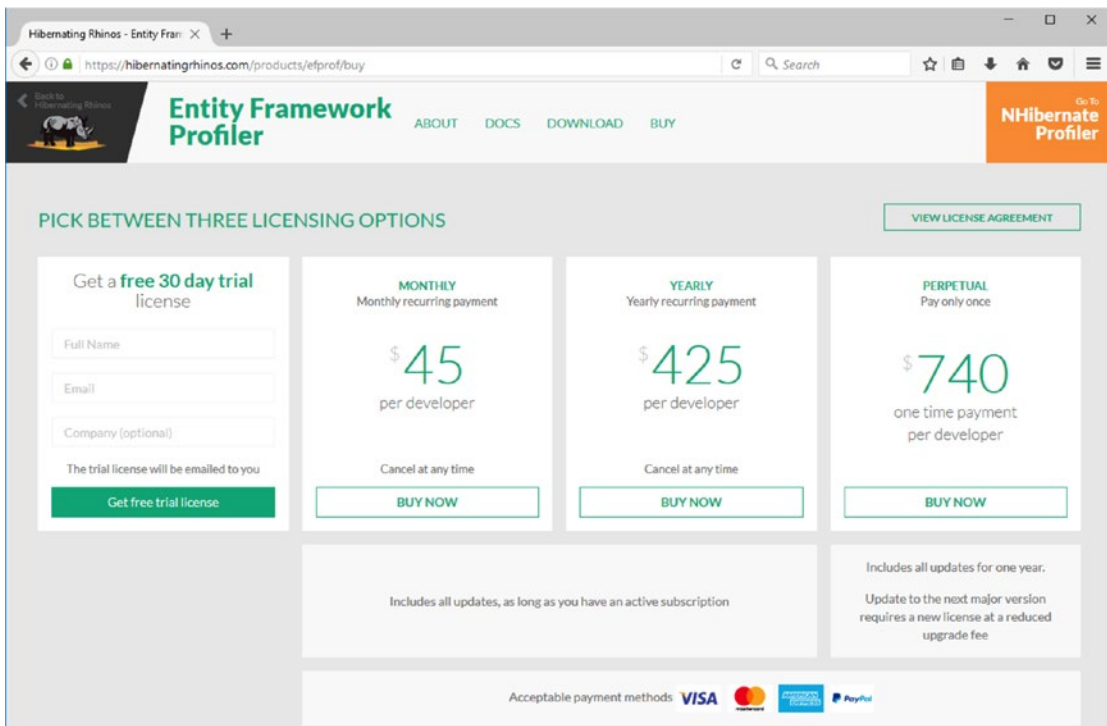 Hibernating Rhinos - Entity Fram
https://hibernatingrhinos.com/products/efprof/buy
Search
Back to
Hibernating Rhinos
Entity Framework
Profiler
ABOUT DOCS DOWNLOAD BUY
Go To
NHibernate
Profiler
PICK BETWEEN THREE LICENSING OPTIONS
VIEW LICENSE AGREEMENT
Get a free 30 day trial
license
Full Name
Email
Company (optional)
The trial license will be emailed to you
Get free trial license
MONTHLY
Monthly recurring payment
$45
per developer
Cancel at any time
BUY NOW
YEARLY
Yearly recurring payment
$425
per developer
Cancel at any time
BUY NOW
PERPETUAL
Pay only once
$740
one time payment
per developer
BUY NOW
Includes all updates, as long as you have an active subscription
Includes all updates for one year.
Update to the next major version
requires a new license at a reduced
upgrade fee
Acceptable payment methods VISA mastercard AMERICAN EXPRESS PayPal